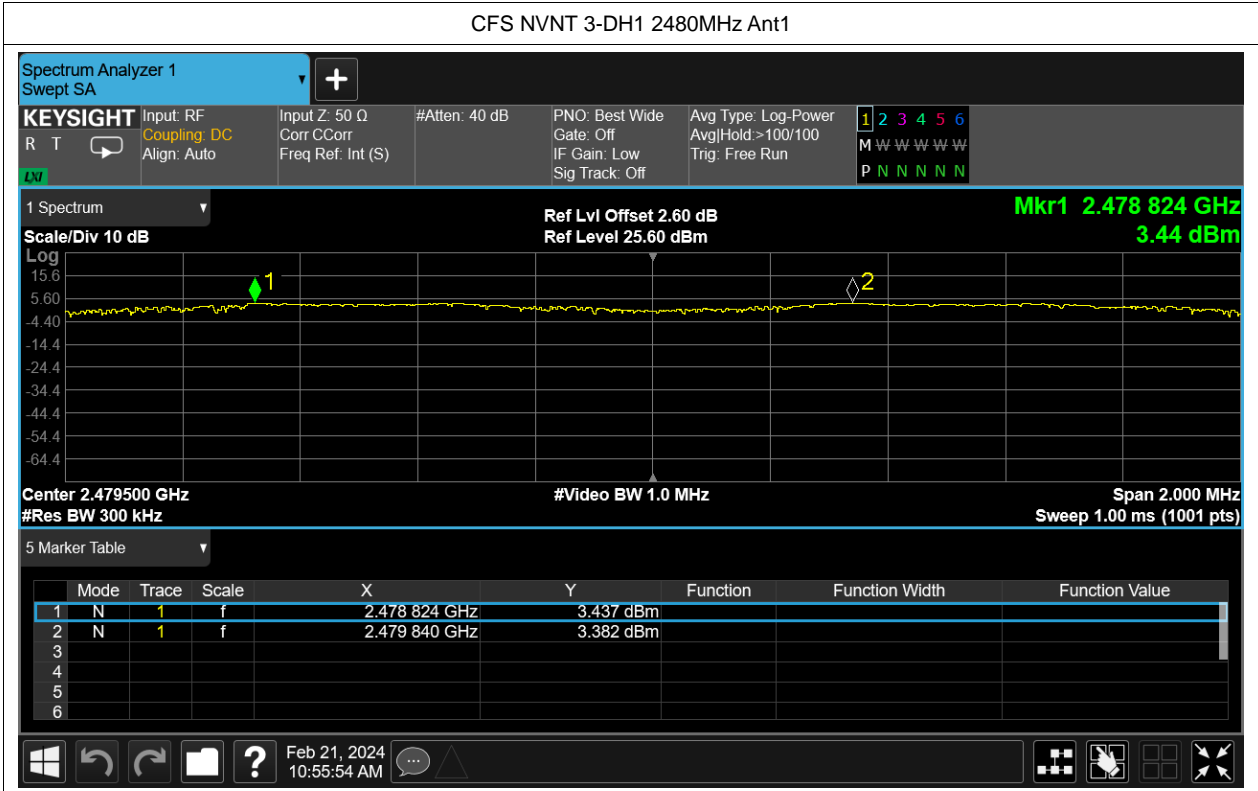 CFS NVNT 3-DH1 2480MHz Ant1
Spectrum Analyzer 1
Swept SA
KEYSIGHT
R T
LXI
Input: RF
Coupling: DC
Align: Auto
Input Z: 50 Ω
Corr CCorr
Freq Ref: Int (S)
#Atten: 40 dB
PNO: Best Wide
Gate: Off
IF Gain: Low
Sig Track: Off
Avg Type: Log-Power
Avg|Hold:>100/100
Trig: Free Run
1 2 3 4 5 6
M W W W W W
P N N N N N
1 Spectrum
Scale/Div 10 dB
Ref Lvl Offset 2.60 dB
Ref Level 25.60 dBm
Mkr1 2.478 824 GHz
3.44 dBm
Log
15.6
5.60
-4.40
-14.4
-24.4
-34.4
-44.4
-54.4
-64.4
1
2
Center 2.479500 GHz
#Video BW 1.0 MHz
Span 2.000 MHz
#Res BW 300 kHz
Sweep 1.00 ms (1001 pts)
5 Marker Table
Mode Trace Scale X Y Function Function Width Function Value
1 N 1 f 2.478 824 GHz 3.437 dBm
2 N 1 f 2.479 840 GHz 3.382 dBm
3
4
5
6
?
Feb 21, 2024
10:55:54 AM